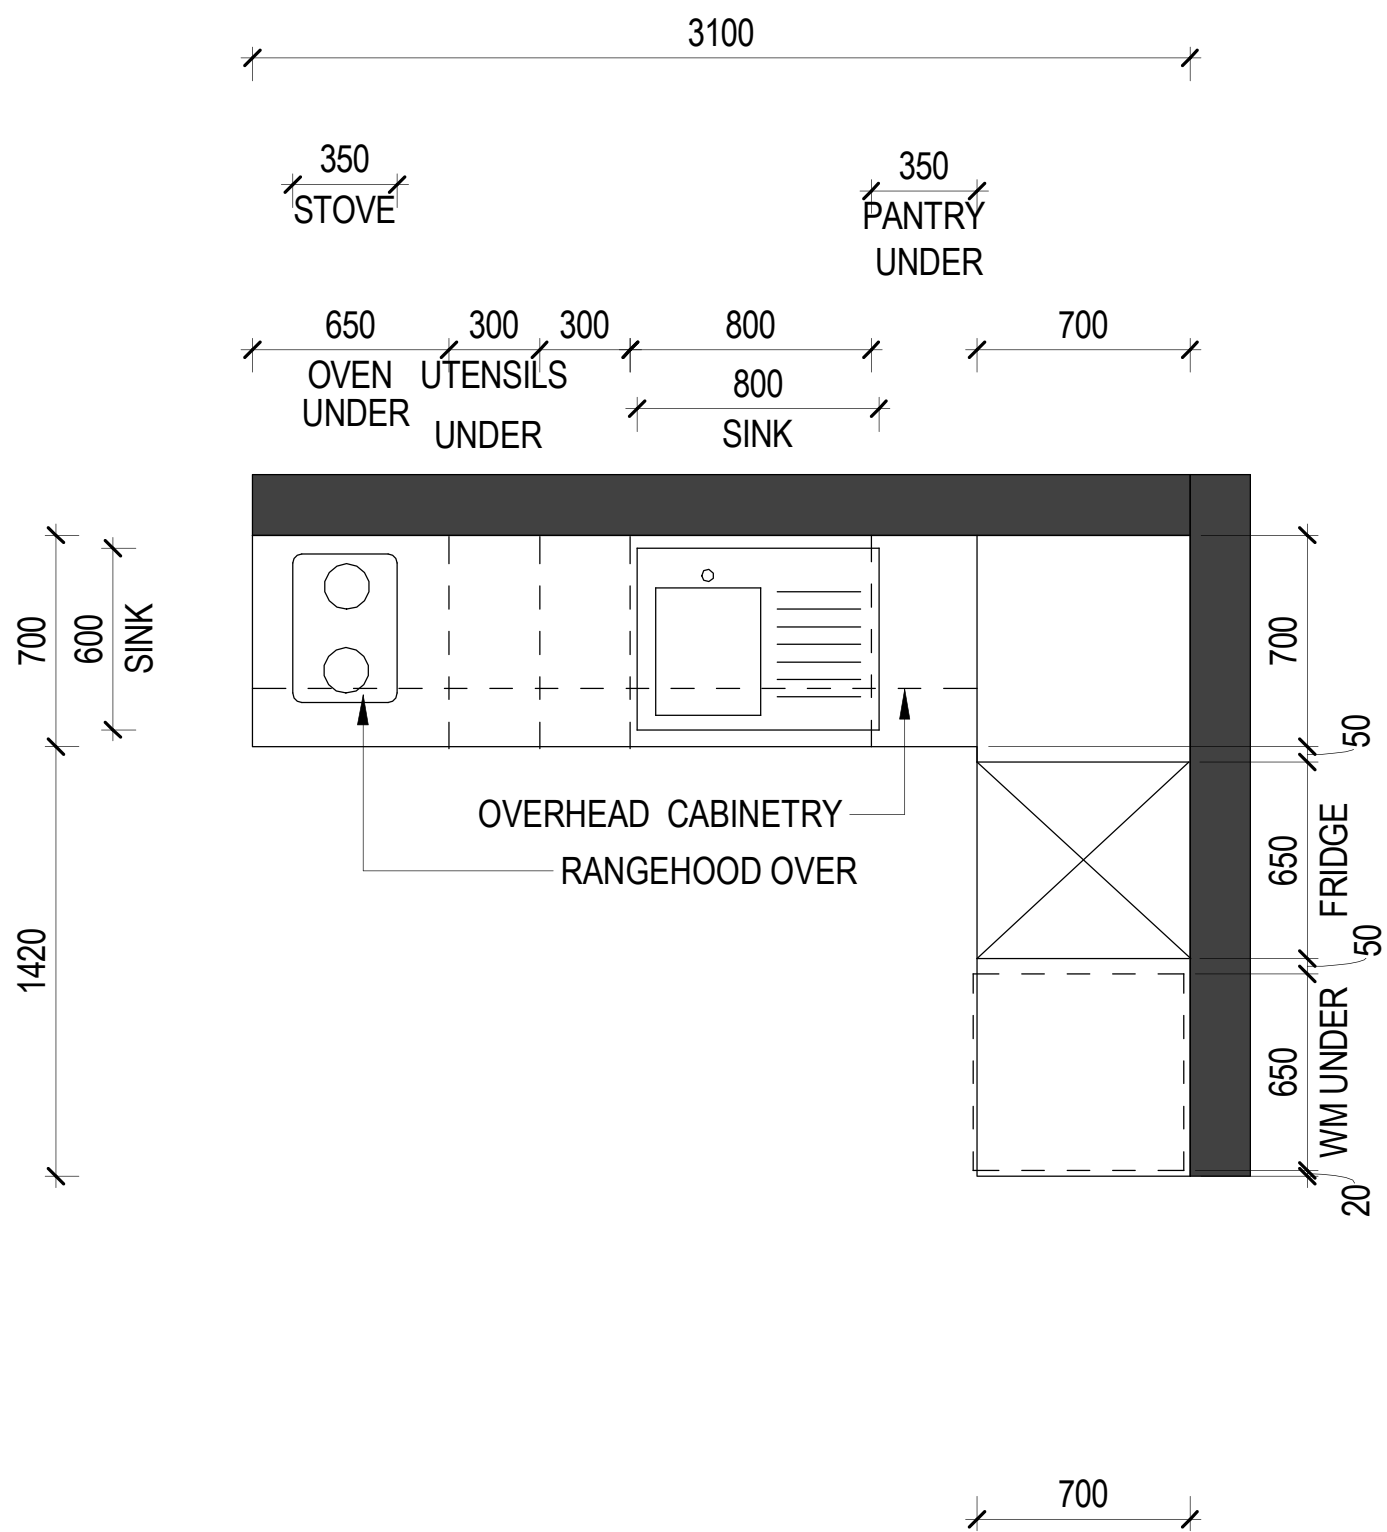 3100
350
STOVE
350
PANTRY
UNDER
650
300
300
800
700
OVEN
UNDER
UTENSILS
UNDER
800
SINK
700
600
SINK
700
50
OVERHEAD CABINETRY
RANGEHOOD OVER
650
FRIDGE
1420
50
650
WM UNDER
20
700